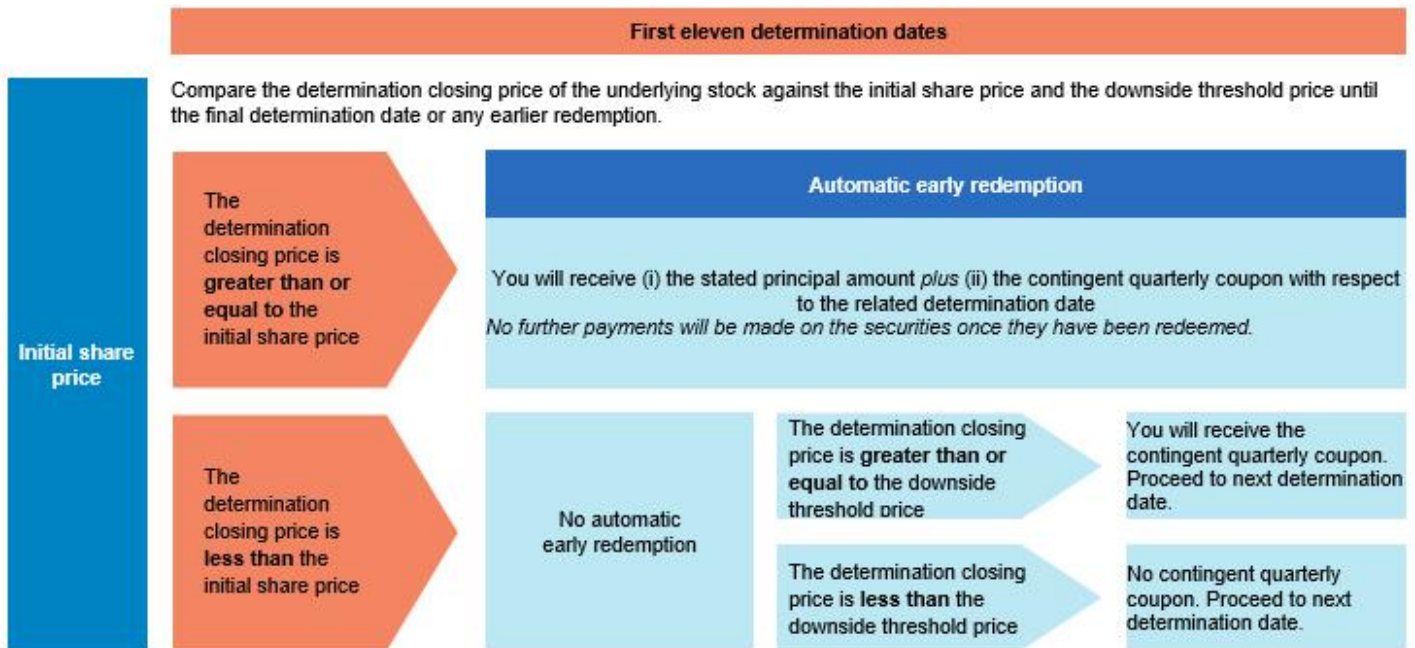 First eleven determination dates
Compare the determination closing price of the underlying stock against the initial share price and the downside threshold price until
the final determination date or any earlier redemption.
Initial share
price
The
determination
closing price is
greater than or
equal to the
initial share price
Automatic early redemption
You will receive (i) the stated principal amount plus (ii) the contingent quarterly coupon with respect
to the related determination date
No further payments will be made on the securities once they have been redeemed.
The
determination
closing price is
less than the
initial share price
No automatic
early redemption
The determination closing
price is greater than or
equal to the downside
threshold price
You will receive the
contingent quarterly coupon.
Proceed to next determination
date.
The determination closing
price is less than the
downside threshold price
No contingent quarterly
coupon. Proceed to next
determination date.